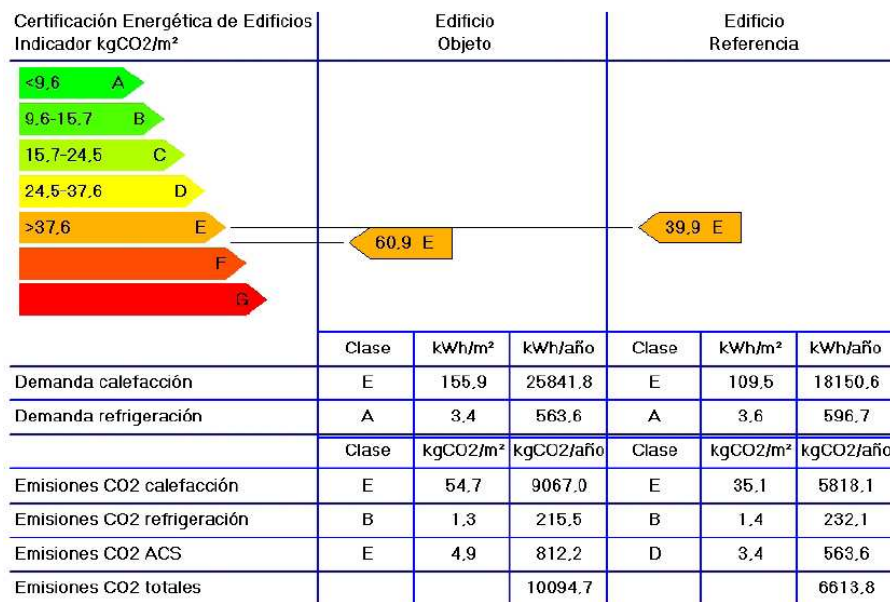 Certificación Energética de Edificios
Indicador kgCO2/m²
Edificio
Objeto
Edificio
Referencia
<9,6 A
9,6-15,7 B
15,7-24,5 C
24,5-37,6 D
>37,6 E
F
G
60,9 E
39,9 E
Clase kWh/m² kWh/año Clase kWh/m² kWh/año
Demanda calefacción E 155,9 25841,8 E 109,5 18150,6
Demanda refrigeración A 3,4 563,6 A 3,6 596,7
Clase kgCO2/m² kgCO2/año Clase kgCO2/m² kgCO2/año
Emisiones CO2 calefacción E 54,7 9067,0 E 35,1 5818,1
Emisiones CO2 refrigeración B 1,3 215,5 B 1,4 232,1
Emisiones CO2 ACS E 4,9 812,2 D 3,4 563,6
Emisiones CO2 totales 10094,7 6613,8